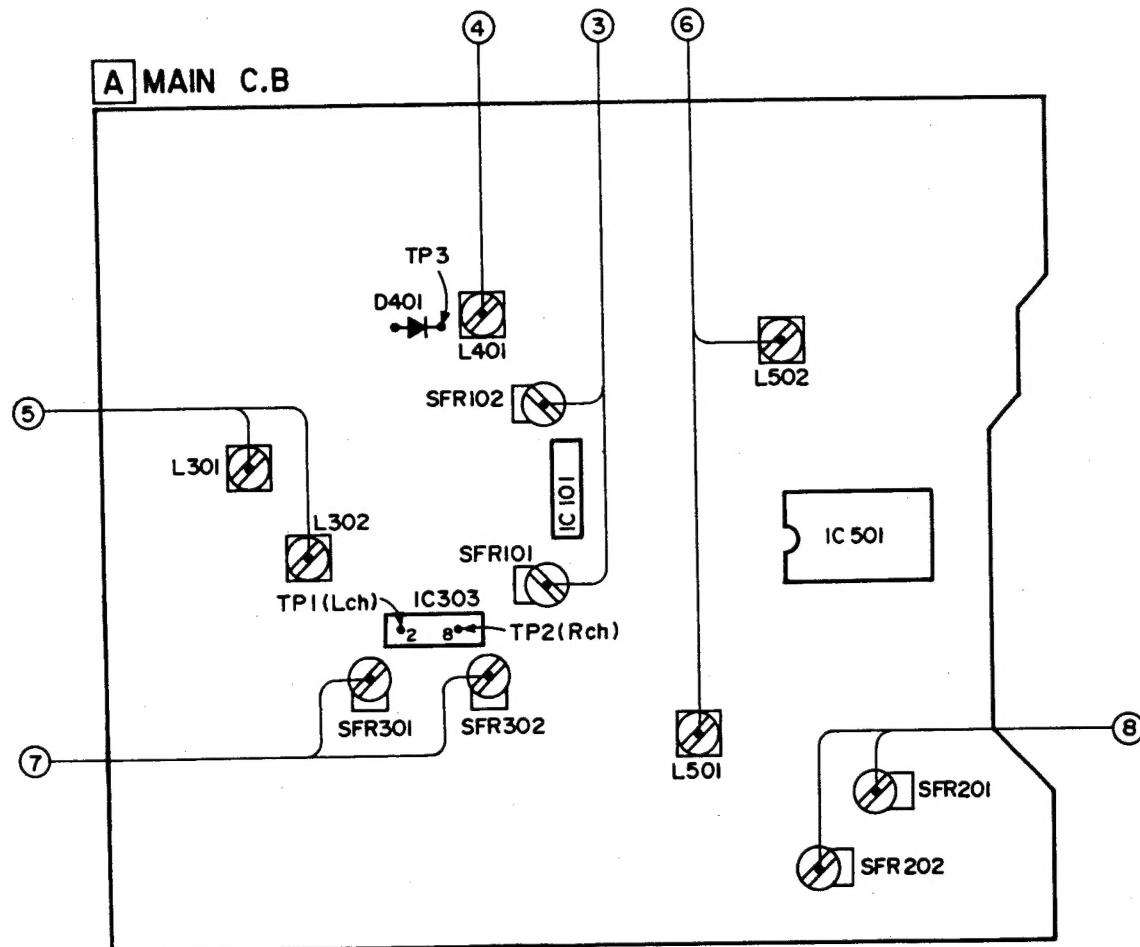 ④ ③ ⑥
A MAIN C.B
TP3
D401
L401
L502
SFR102
⑤
L301
IC101
L302
IC501
SFR101
TP1(Lch)
IC303
2 8
TP2(Rch)
SFR301
SFR302
⑦
L501
⑧
SFR201
SFR202